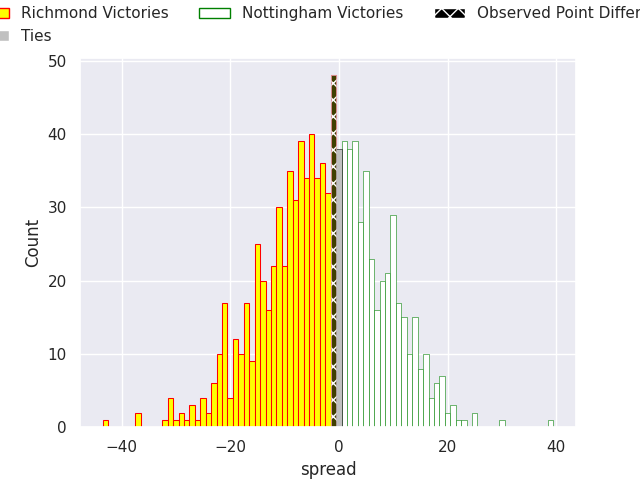 Richmond Victories Nottingham Victories Observed Point
Ties
50
40
30
20
10
0
Count
−40 −20 0 20 40
spread